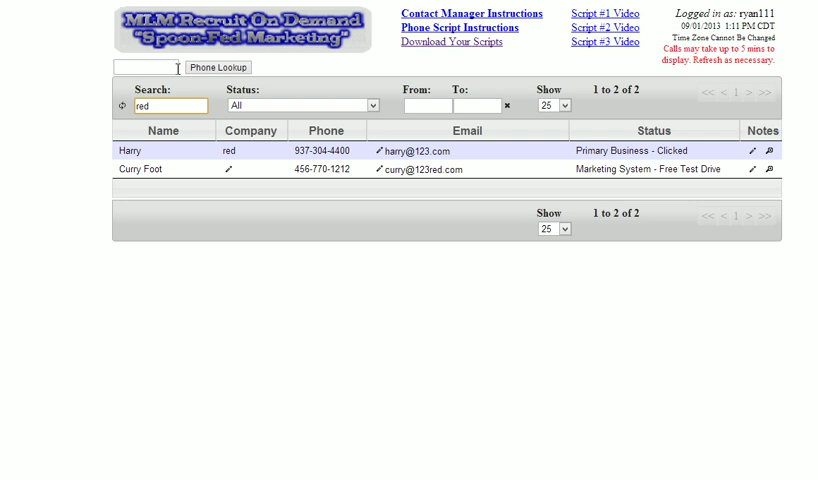 MLM Recruit On Demand
"Spoon-Fed Marketing"
Contact Manager Instructions
Phone Script Instructions
Download Your Scripts
Script #1 Video
Script #2 Video
Script #3 Video
Logged in as: ryan111
09/01/2013 1:11 PM CDT
Time Zone Cannot Be Changed
Calls may take up to 5 mins to
display. Refresh as necessary.
Phone Lookup
Search: Status: From: To: Show 1 to 2 of 2 << < 1 > >>
red All 25
Name Company Phone Email Status Notes
Harry red 937-304-4400 harry@123.com Primary Business - Clicked
Curry Foot 456-770-1212 curry@123red.com Marketing System - Free Test Drive
Show 1 to 2 of 2 << < 1 > >>
25